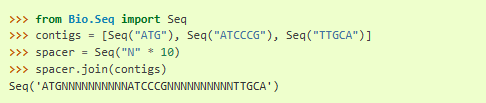 >>> from Bio.Seq import Seq
>>> contigs = [Seq("ATG"), Seq("ATCCCG"), Seq("TTGCA")]
>>> spacer = Seq("N" * 10)
>>> spacer.join(contigs)
Seq('ATGNNNNNNNNNNATCCCGNNNNNNNNNNTTGCA')